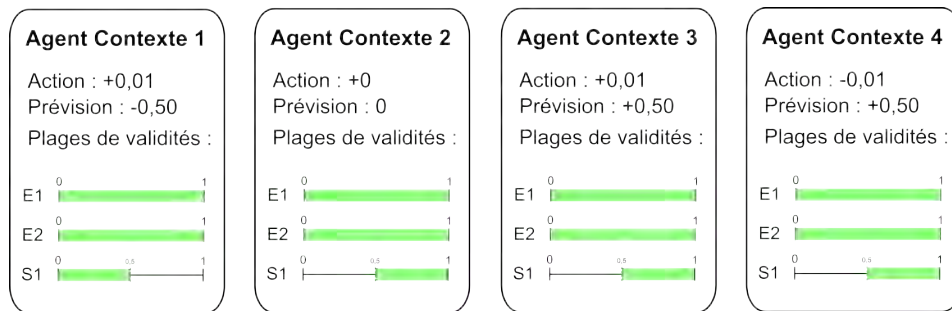 Agent Contexte 1
Action : +0,01
Prévision : -0,50
Plages de validités :
0 1
E1
0 1
E2
0 0,5 1
S1
Agent Contexte 2
Action : +0
Prévision : 0
Plages de validités :
0 1
E1
0 1
E2
0 0,5 1
S1
Agent Contexte 3
Action : +0,01
Prévision : +0,50
Plages de validités :
0 1
E1
0 1
E2
0 0,5 1
S1
Agent Contexte 4
Action : -0,01
Prévision : +0,50
Plages de validités :
0 1
E1
0 1
E2
0 0,5 1
S1